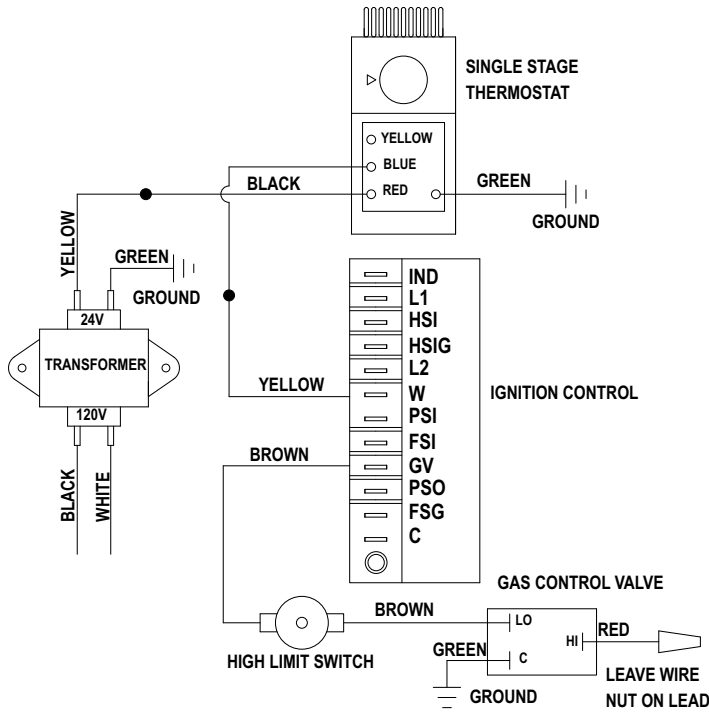 SINGLE STAGE
THERMOSTAT
YELLOW
BLUE
RED
BLACK
GREEN
GROUND
YELLOW
GREEN
GROUND
24V
TRANSFORMER
120V
BLACK
WHITE
IND
L1
HSI
HSIG
L2
W
PSI
FSI
GV
PSO
FSG
C
IGNITION CONTROL
YELLOW
BROWN
HIGH LIMIT SWITCH
BROWN
GAS CONTROL VALVE
LO
HI
C
RED
GREEN
GROUND
LEAVE WIRE
NUT ON LEAD